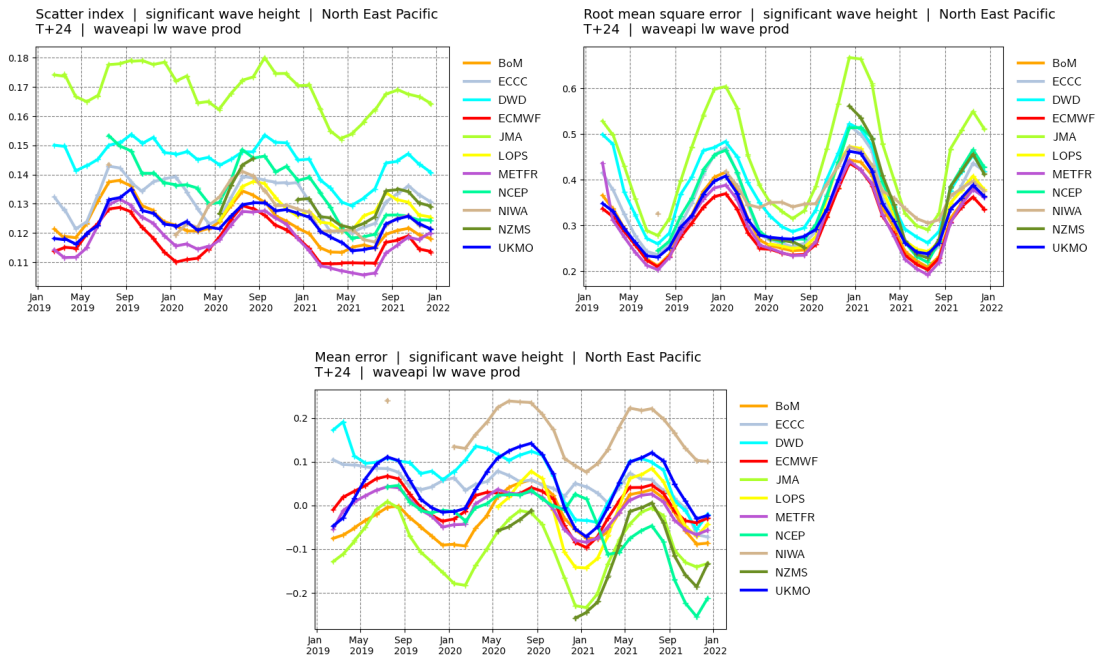 Scatter index | significant wave height | North East Pacific
T+24 | waveapi lw wave prod
0.18
0.17
0.16
0.15
0.14
0.13
0.12
0.11
Jan 2019
May 2019
Sep 2019
Jan 2020
May 2020
Sep 2020
Jan 2021
May 2021
Sep 2021
Jan 2022
BoM
ECCC
DWD
ECMWF
JMA
LOPS
METFR
NCEP
NIWA
NZMS
UKMO
Root mean square error | significant wave height | North East Pacific
T+24 | waveapi lw wave prod
0.6
0.5
0.4
0.3
0.2
Jan 2019
May 2019
Sep 2019
Jan 2020
May 2020
Sep 2020
Jan 2021
May 2021
Sep 2021
Jan 2022
BoM
ECCC
DWD
ECMWF
JMA
LOPS
METFR
NCEP
NIWA
NZMS
UKMO
Mean error | significant wave height | North East Pacific
T+24 | waveapi lw wave prod
0.2
0.1
0.0
−0.1
−0.2
Jan 2019
May 2019
Sep 2019
Jan 2020
May 2020
Sep 2020
Jan 2021
May 2021
Sep 2021
Jan 2022
BoM
ECCC
DWD
ECMWF
JMA
LOPS
METFR
NCEP
NIWA
NZMS
UKMO